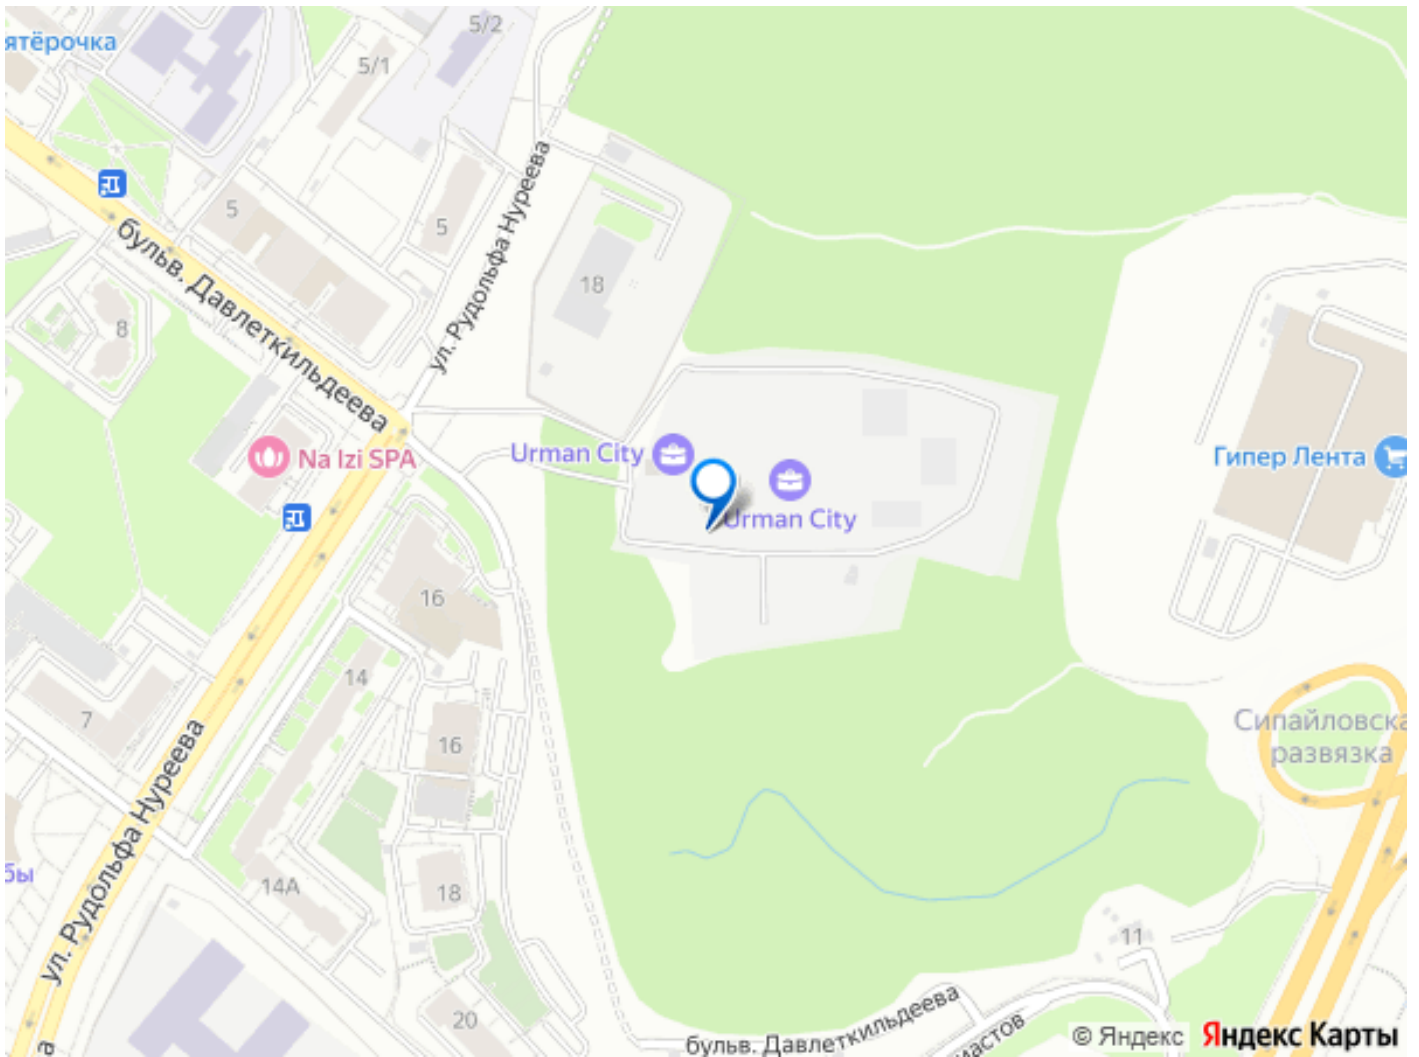 5/2
ятёрочка
5/1
ул. Рудольфа Нуреева
5
5
бульв. Давлеткильдеева
18
8
Urman City
Na Izi SPA
Гипер Лента
Urman City
16
14
7
Сипайловска
развязка
16
ул. Рудольфа Нуреева
бы
14А
18
11
20
бульв. Давлеткильдеева
иастов
а
© Яндекс Яндекс Карты